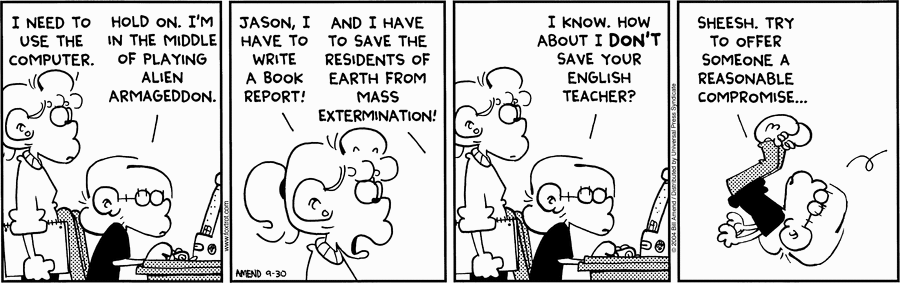 I NEED TO
USE THE
COMPUTER.
HOLD ON. I'M
IN THE MIDDLE
OF PLAYING
ALIEN
ARMAGEDDON.
www.foxtrot.com
JASON, I
HAVE TO
WRITE
A BOOK
REPORT!
AND I HAVE
TO SAVE THE
RESIDENTS OF
EARTH FROM
MASS
EXTERMINATION!
AMEND 9-30
I KNOW. HOW
ABOUT I DON'T
SAVE YOUR
ENGLISH
TEACHER?
© 2004 Bill Amend / Distributed by Universal Press Syndicate
SHEESH. TRY
TO OFFER
SOMEONE A
REASONABLE
COMPROMISE...